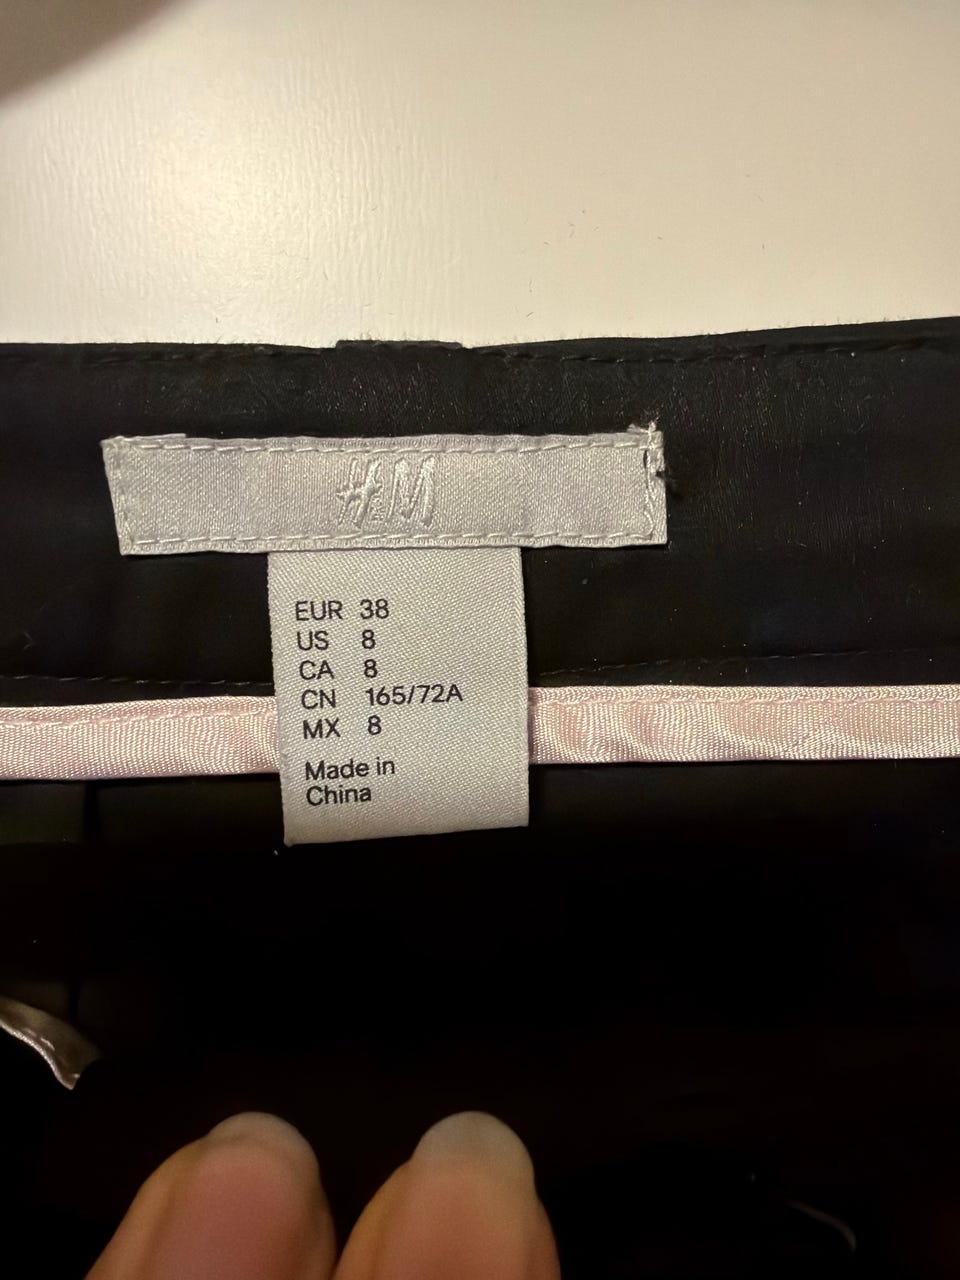 H&M
EUR 38
US 8
CA 8
CN 165/72A
MX 8
Made in
China